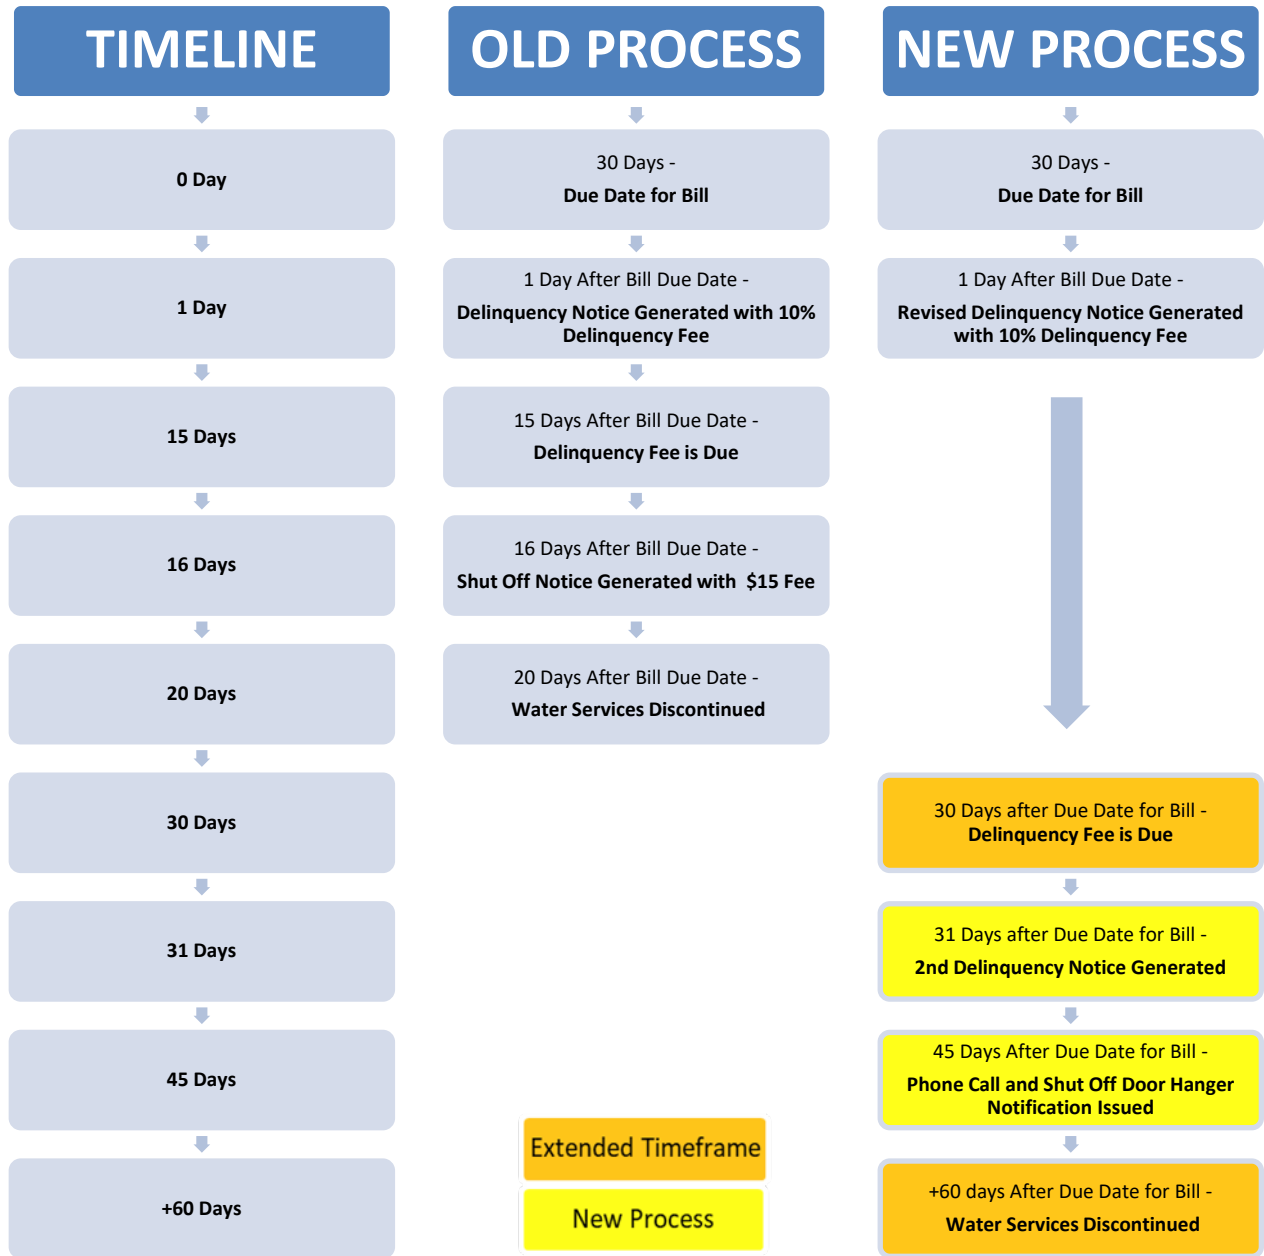 TIMELINE
OLD PROCESS
NEW PROCESS
0 Day
30 Days -
Due Date for Bill
30 Days -
Due Date for Bill
1 Day
1 Day After Bill Due Date -
Delinquency Notice Generated with 10%
Delinquency Fee
1 Day After Bill Due Date -
Revised Delinquency Notice Generated
with 10% Delinquency Fee
15 Days
15 Days After Bill Due Date -
Delinquency Fee is Due
16 Days
16 Days After Bill Due Date -
Shut Off Notice Generated with  $15 Fee
20 Days
20 Days After Bill Due Date -
Water Services Discontinued
30 Days
30 Days after Due Date for Bill -
Delinquency Fee is Due
31 Days
31 Days after Due Date for Bill -
2nd Delinquency Notice Generated
45 Days
45 Days After Due Date for Bill -
Phone Call and Shut Off Door Hanger
Notification Issued
+60 Days
+60 days After Due Date for Bill -
Water Services Discontinued
Extended Timeframe
New Process